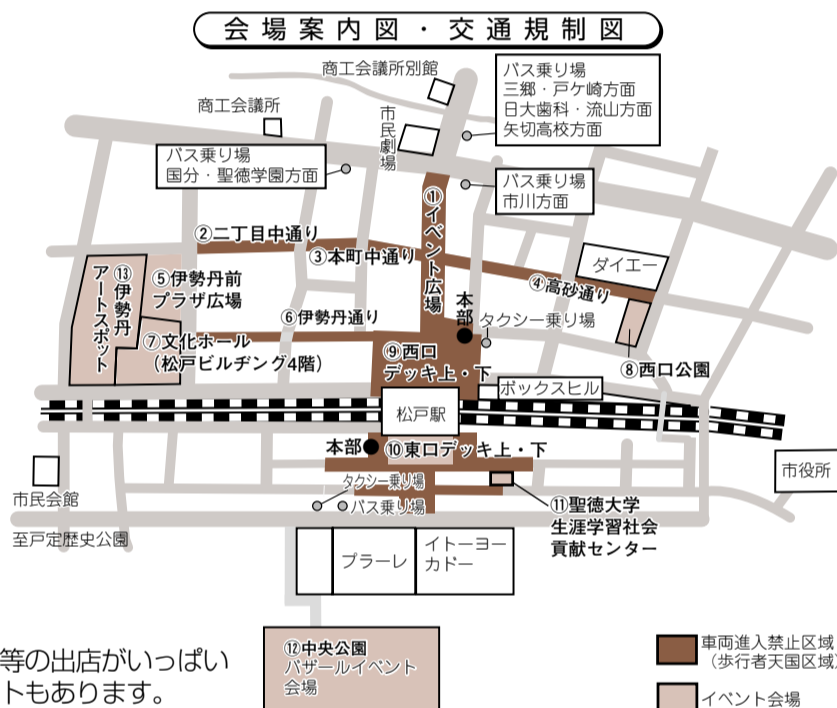 会場案内図・交通規制図
商工会議所別館
バス乗り場
三郷・戸ケ崎方面
日大歯科・流山方面
矢切高校方面
商工会議所
市民劇場
バス乗り場
国分・聖徳学園方面
バス乗り場
市川方面
①イベント広場
②二丁目中通り
③本町中通り
ダイエー
④高砂通り
⑬伊勢丹
アートスポット
⑤伊勢丹前
プラザ広場
⑥伊勢丹通り
本部
タクシー乗り場
⑦文化ホール
(松戸ビルヂング4階)
⑨西口
デッキ上・下
⑧西口公園
ボックスヒル
松戸駅
本部
⑩東口デッキ上・下
市役所
市民会館
タクシー乗り場
バス乗り場
⑪聖徳大学
生涯学習社会
貢献センター
至戸定歴史公園
プラーレ
イトーヨー
カドー
⑫中央公園
バザールイベント
会場
等の出店がいっぱい
トもあります。
車両進入禁止区域
(歩行者天国区域)
イベント会場